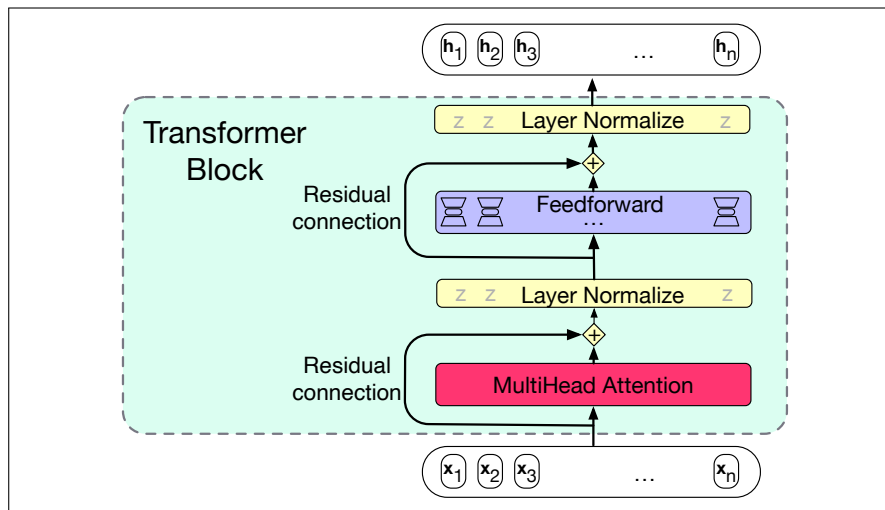 h1 h2 h3 … hn
Transformer
Block
z z Layer Normalize z
+
Residual
connection
Feedforward
…
z z Layer Normalize z
+
Residual
connection
MultiHead Attention
x1 x2 x3 … xn